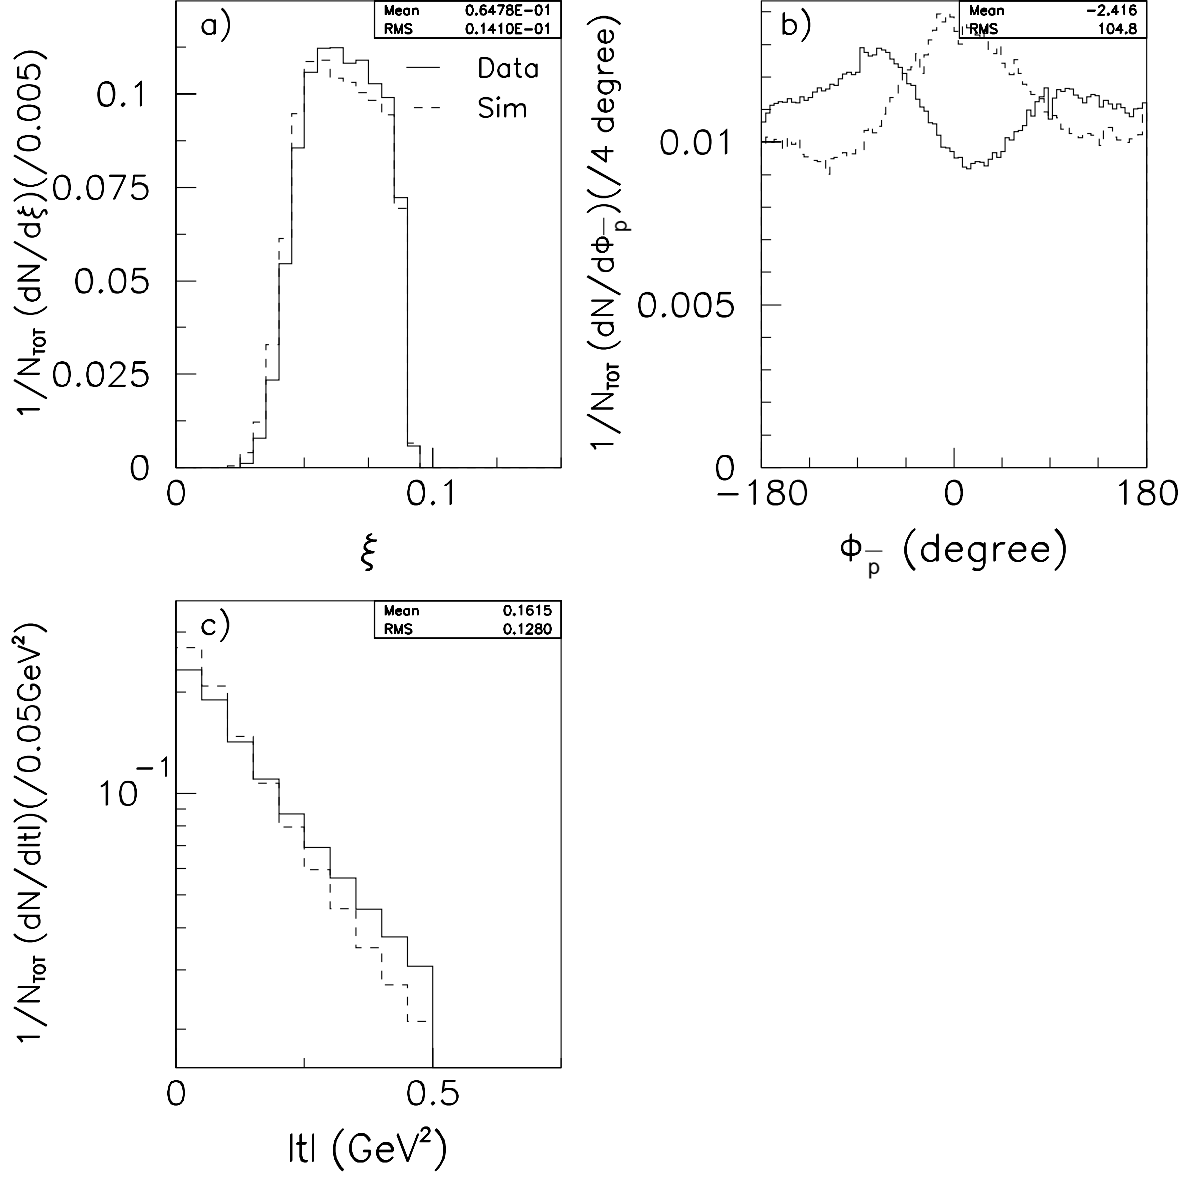 a)
Mean 0.6478E-01
RMS 0.1410E-01
Data
Sim
0.1
0.075
0.05
0.025
0
0
0.1
1/N_TOT (dN/dξ)(/0.005)
ξ
b)
Mean -2.416
RMS 104.8
0.01
0.005
0
-180
0
180
1/N_TOT (dN/dΦ_p̅)(/4 degree)
Φ_p̅ (degree)
c)
Mean 0.1615
RMS 0.1280
10⁻¹
0
0.5
1/N_TOT (dN/d|t|)(/0.05GeV²)
|t| (GeV²)